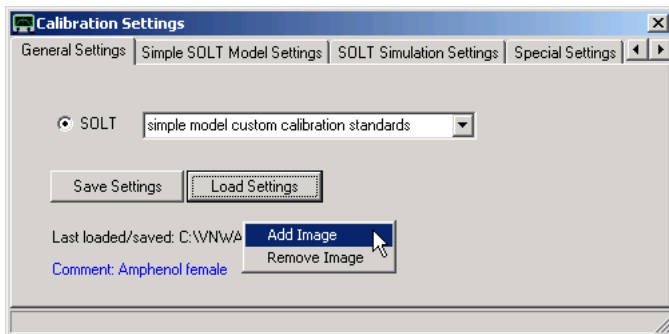 Calibration Settings
General Settings Simple SOLT Model Settings SOLT Simulation Settings Special Settings
SOLT simple model custom calibration standards
Save Settings Load Settings
Last loaded/saved: C:\VNWA
Add Image
Remove Image
Comment: Amphenol female